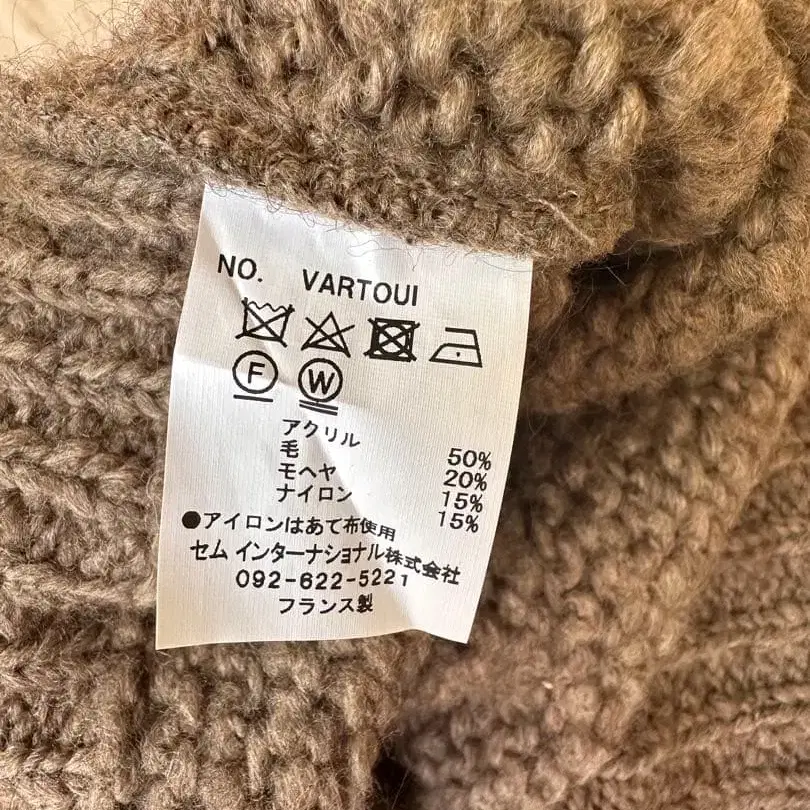 NO. VARTOUI
F W
アクリル 50%
毛 20%
モヘヤ 15%
ナイロン 15%
●アイロンはあて布使用
セム インターナショナル株式会社
092-622-5221
フランス製